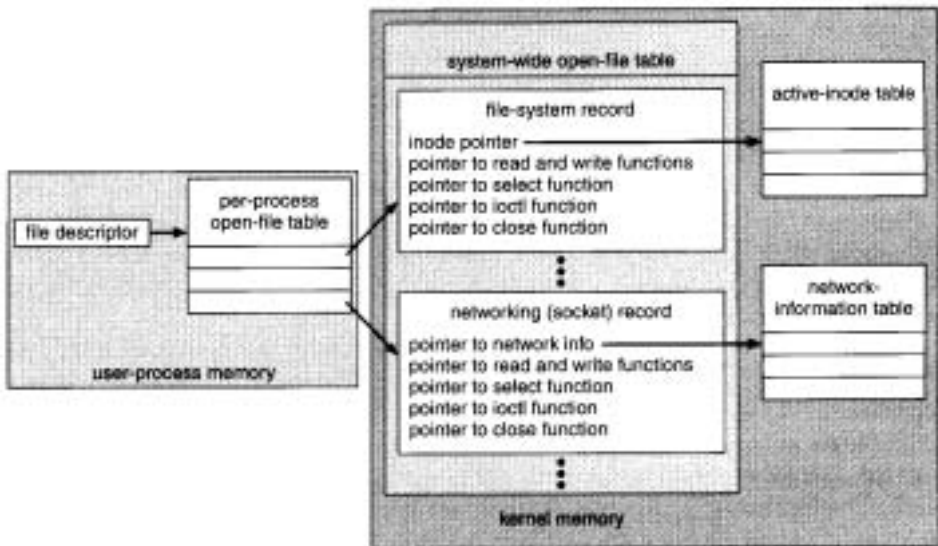 file descriptor
per-process
open-file table
user-process memory
system-wide open-file table
file-system record
inode pointer
pointer to read and write functions
pointer to select function
pointer to ioctl function
pointer to close function
networking (socket) record
pointer to network info
pointer to read and write functions
pointer to select function
pointer to ioctl function
pointer to close function
kernel memory
active-inode table
network-
information table